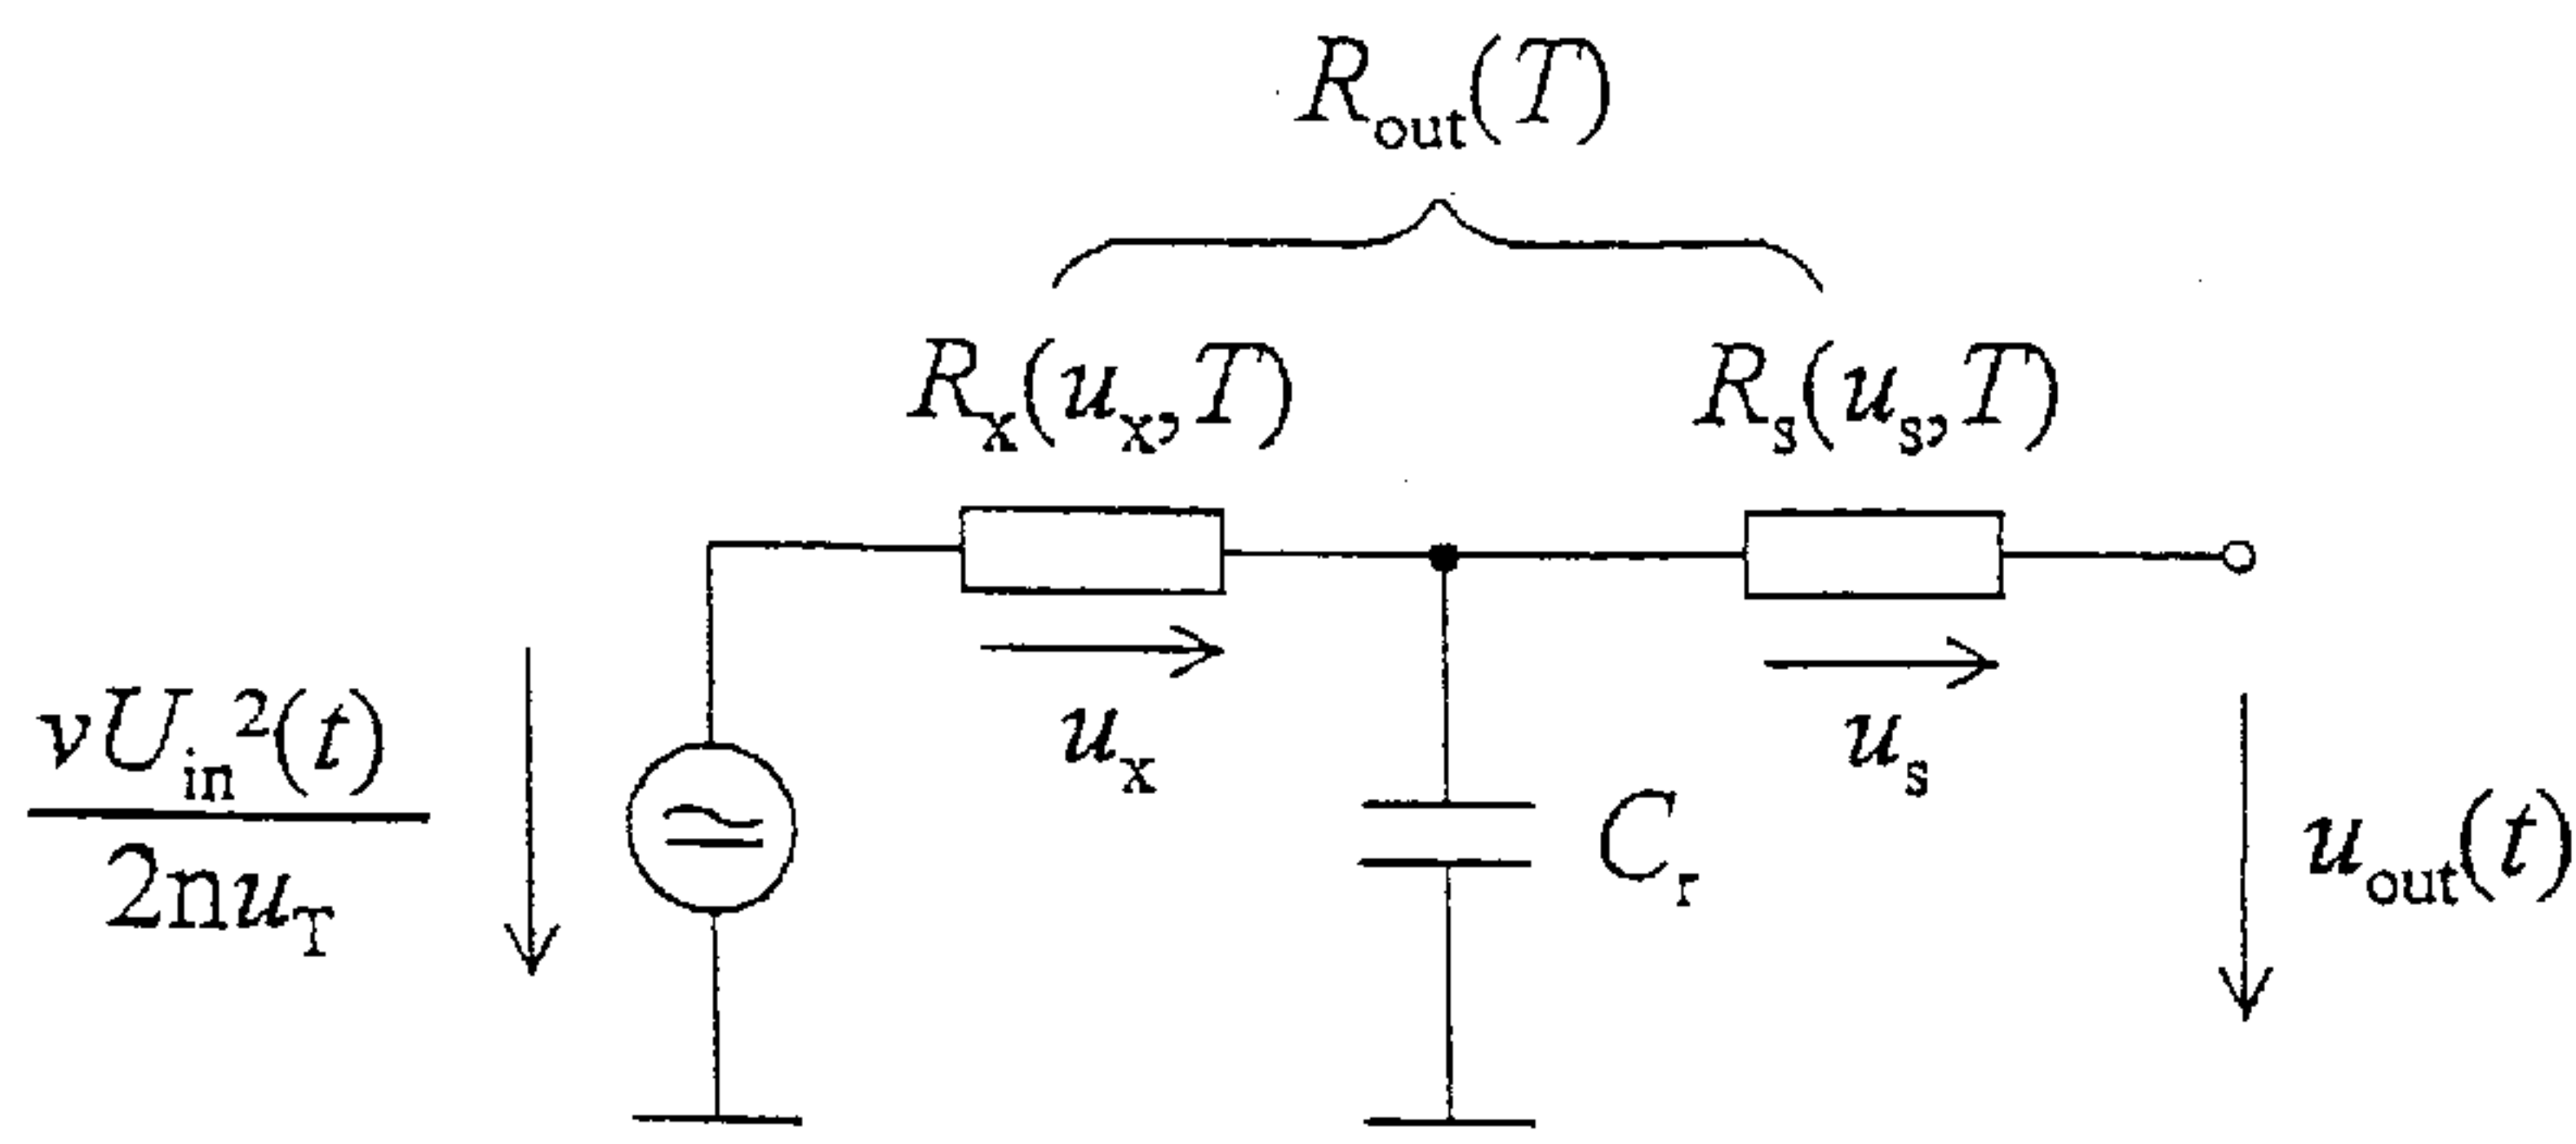 R_out(T)
R_x(u_x,T)
R_s(u_s,T)
u_x
u_s
vU_in^2(t)
2nu_T
C_r
u_out(t)